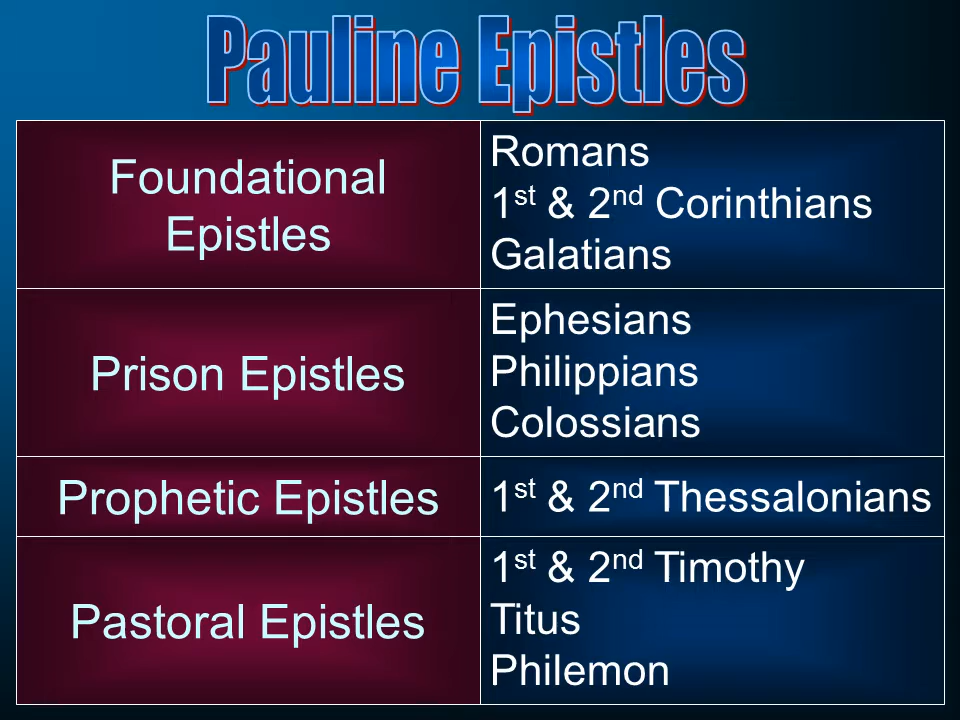 Pauline Epistles
Foundational
Epistles
Romans
1st & 2nd Corinthians
Galatians
Prison Epistles
Ephesians
Philippians
Colossians
Prophetic Epistles
1st & 2nd Thessalonians
Pastoral Epistles
1st & 2nd Timothy
Titus
Philemon